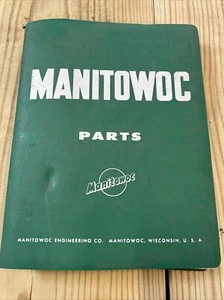 MANITOWOC
PARTS
Manitowoc
MANITOWOC ENGINEERING CO. MANITOWOC, WISCONSIN, U. S. A.